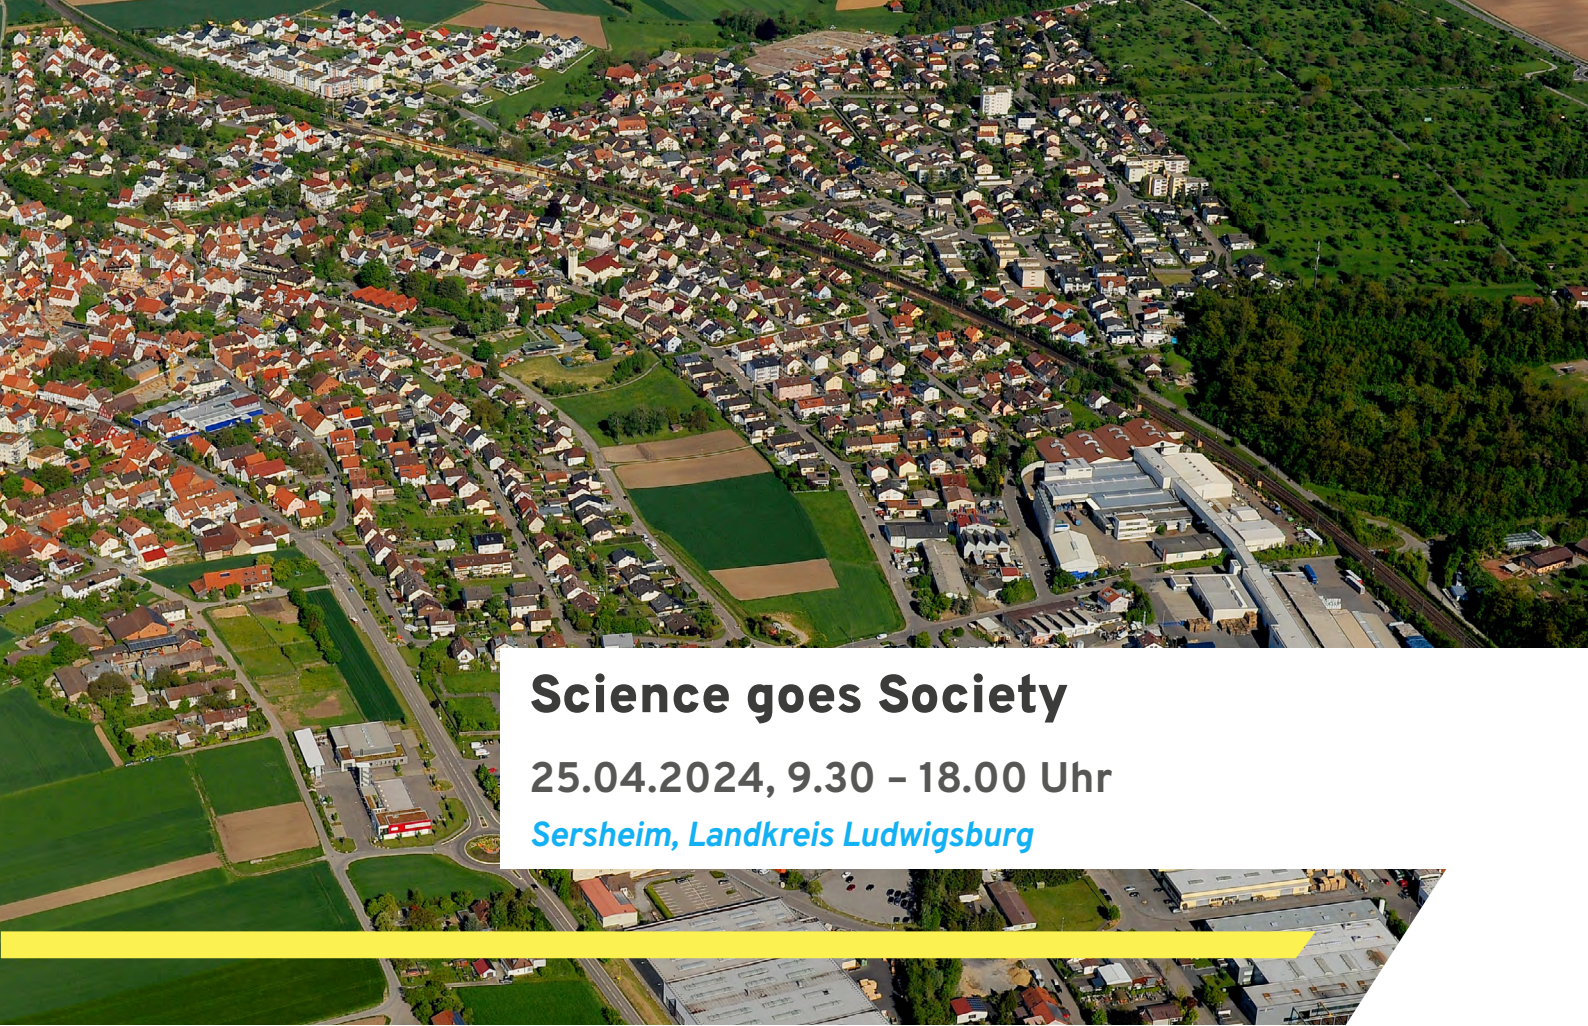 Science goes Society
25.04.2024, 9.30 – 18.00 Uhr
Sersheim, Landkreis Ludwigsburg